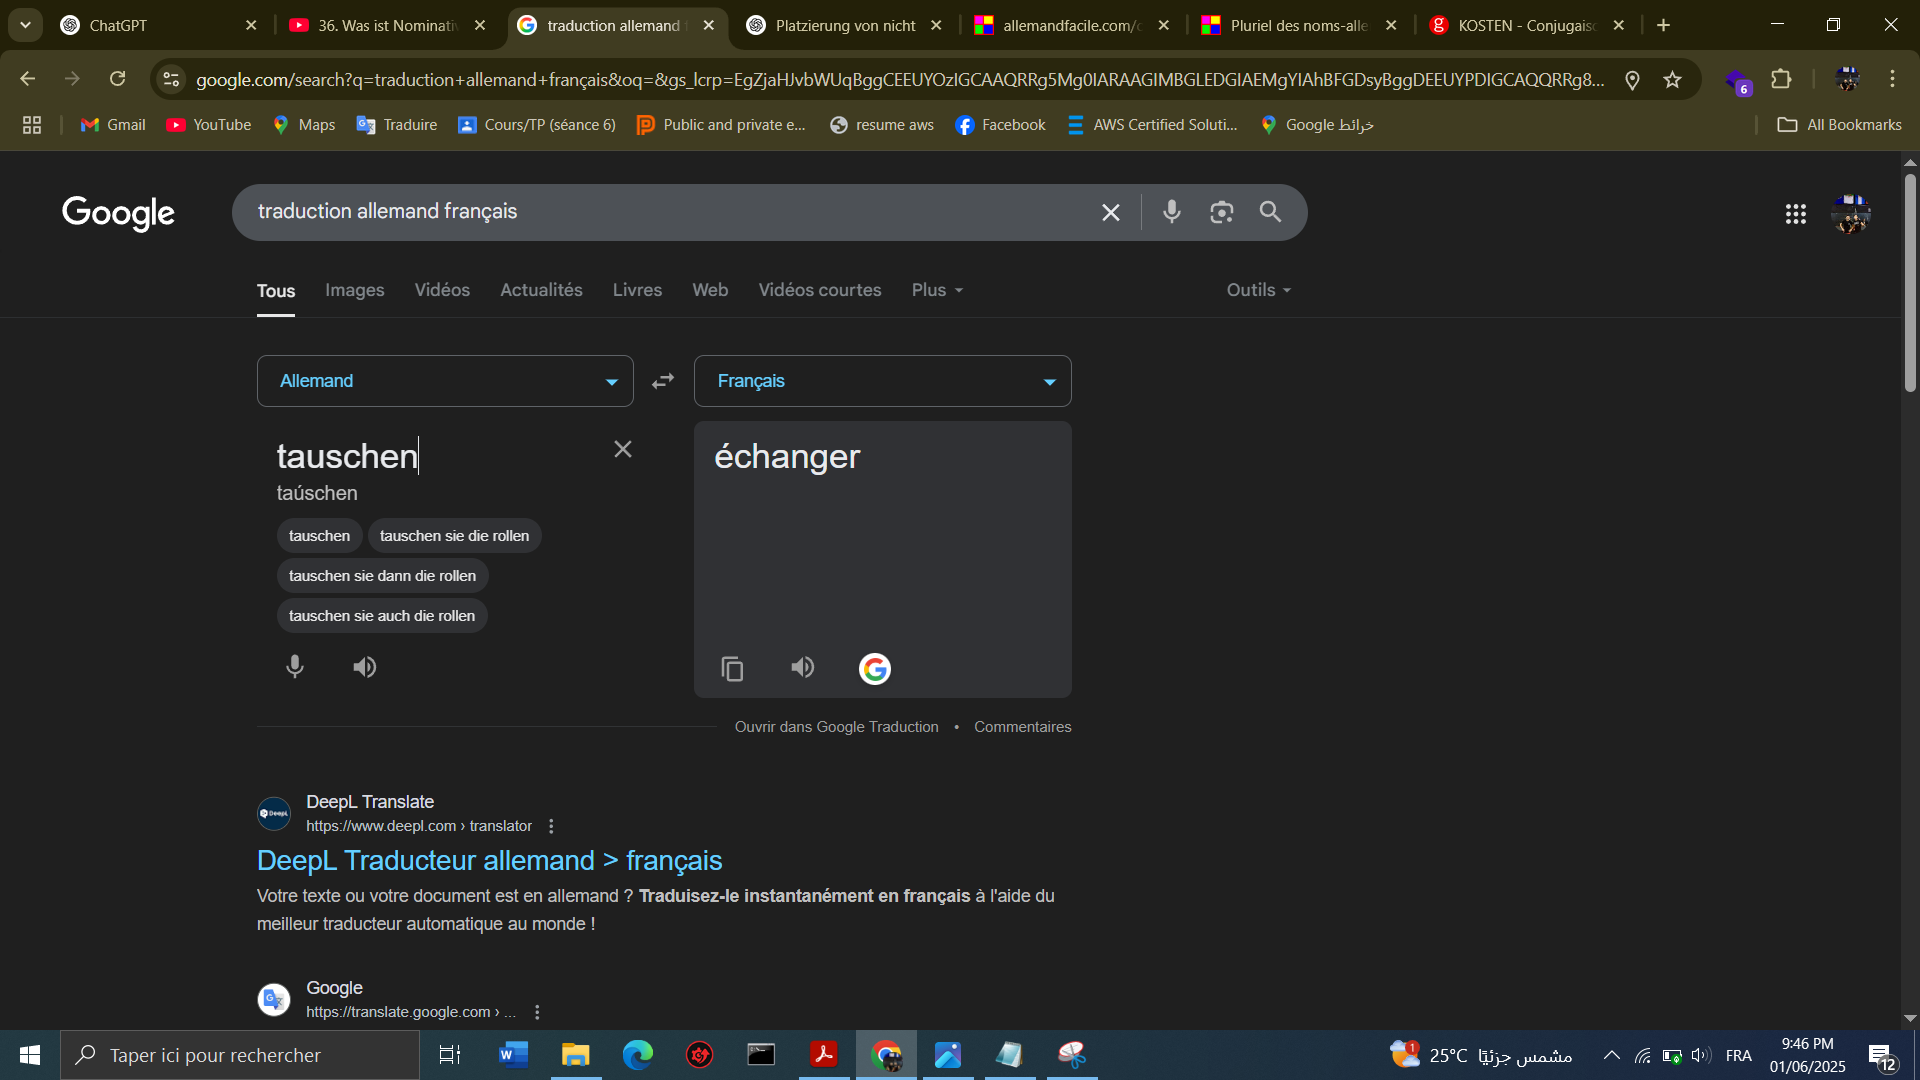 ChatGPT
36. Was ist Nominativ
traduction allemand f
Platzierung von nicht
allemandfacile.com/c
Pluriel des noms-alle
KOSTEN - Conjugaiso
google.com/search?q=traduction+allemand+français&oq=&gs_lcrp=EgZjaHJvbWUqBggCEEUYOzIGCAAQRRg5Mg0IARAAGIMBGLEDGIAEMgYIAhBFGDsyBggDEEUYPDIGCAQQRRg8...
6
Gmail
YouTube
Maps
Traduire
Cours/TP (séance 6)
Public and private e...
resume aws
Facebook
AWS Certified Soluti...
Google خرائط
All Bookmarks
Google
traduction allemand français
Tous
Images
Vidéos
Actualités
Livres
Web
Vidéos courtes
Plus
Outils
Allemand
Français
tauschen
échanger
taúschen
tauschen
tauschen sie die rollen
tauschen sie dann die rollen
tauschen sie auch die rollen
Ouvrir dans Google Traduction • Commentaires
DeepL
DeepL Translate
https://www.deepl.com › translator
DeepL Traducteur allemand > français
Votre texte ou votre document est en allemand ? Traduisez-le instantanément en français à l'aide du
meilleur traducteur automatique au monde !
Google
https://translate.google.com › ...
Taper ici pour rechercher
1
25°C مشمس جزئيًا
FRA
9:46 PM
01/06/2025
12